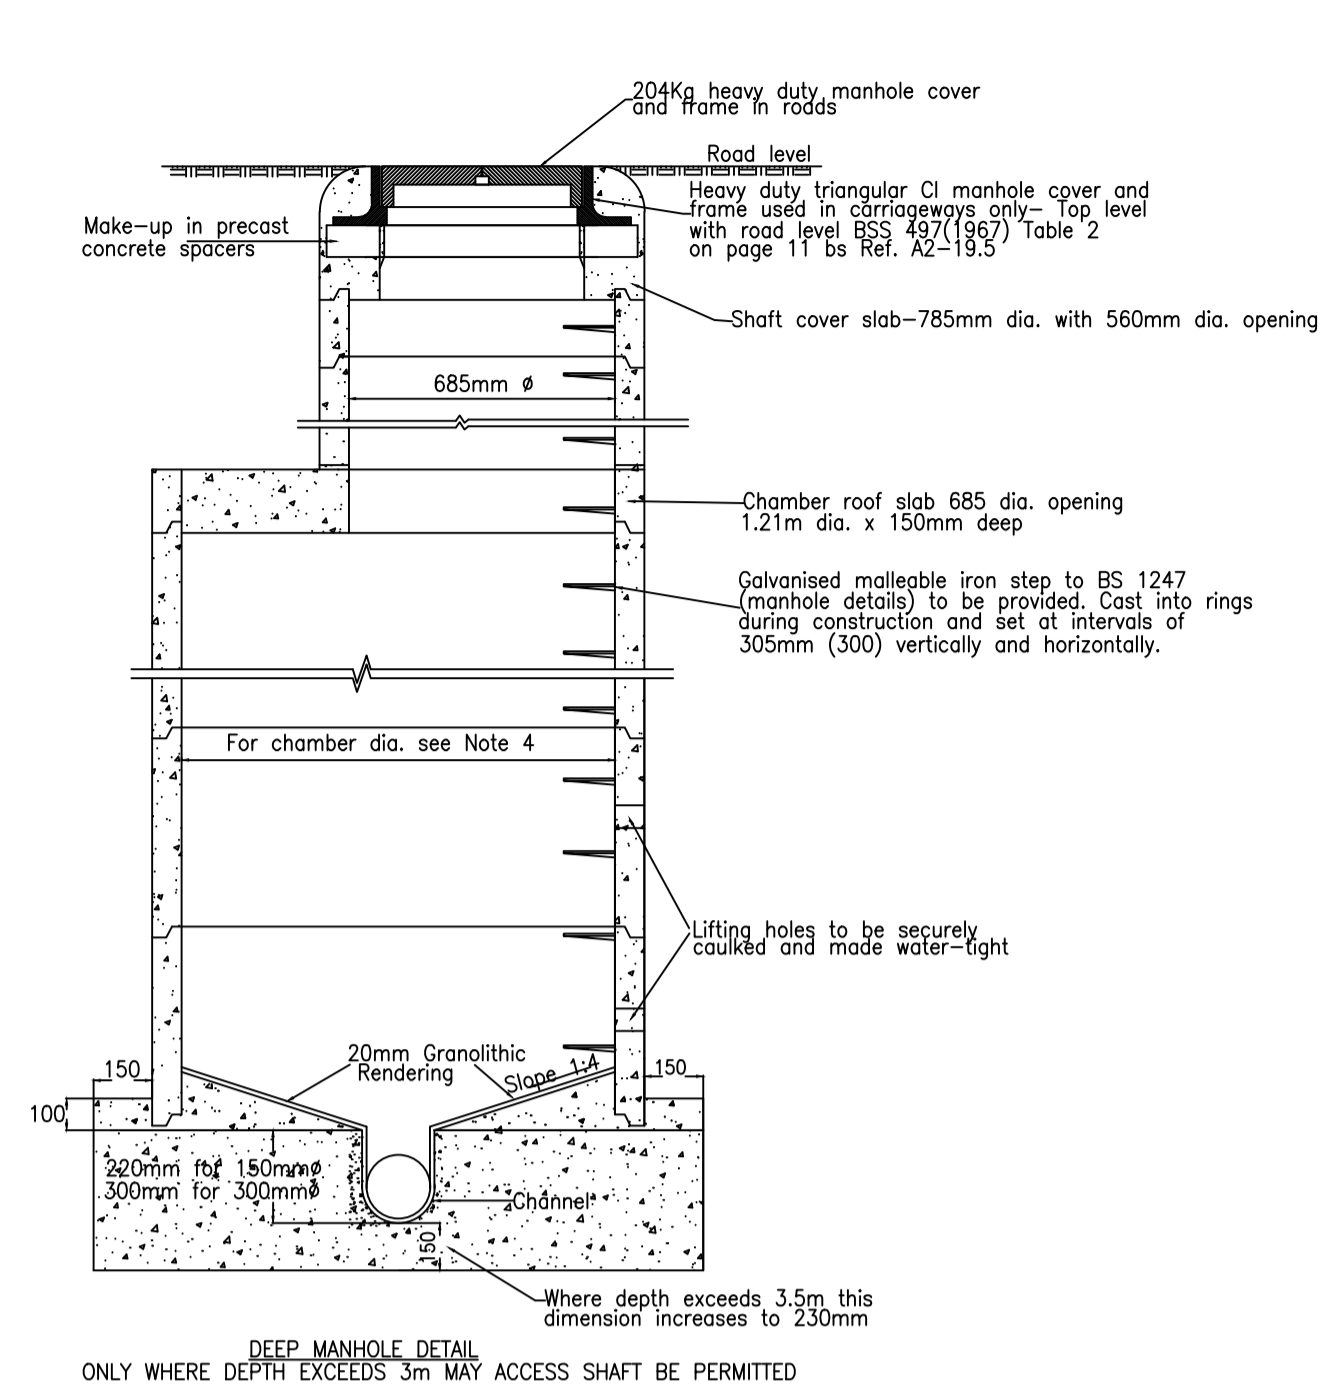 204Kg heavy duty manhole cover
and frame in roads
Road level
Heavy duty triangular CI manhole cover and
frame used in carriageways only- Top level
with road level BSS 497(1967) Table 2
on page 11 bs Ref. A2-19.5
Make-up in precast
concrete spacers
Shaft cover slab-785mm dia. with 560mm dia. opening
685mm ø
Chamber roof slab 685 dia. opening
1.21m dia. x 150mm deep
Galvanised malleable iron step to BS 1247
(manhole details) to be provided. Cast into rings
during construction and set at intervals of
305mm (300) vertically and horizontally.
For chamber dia. see Note 4
Lifting holes to be securely
caulked and made water-tight
20mm Granolithic
Rendering
Slope 1:4
150
150
100
220mm for 150mmø
300mm for 300mmø
Channel
150
Where depth exceeds 3.5m this
dimension increases to 230mm
DEEP MANHOLE DETAIL
ONLY WHERE DEPTH EXCEEDS 3m MAY ACCESS SHAFT BE PERMITTED